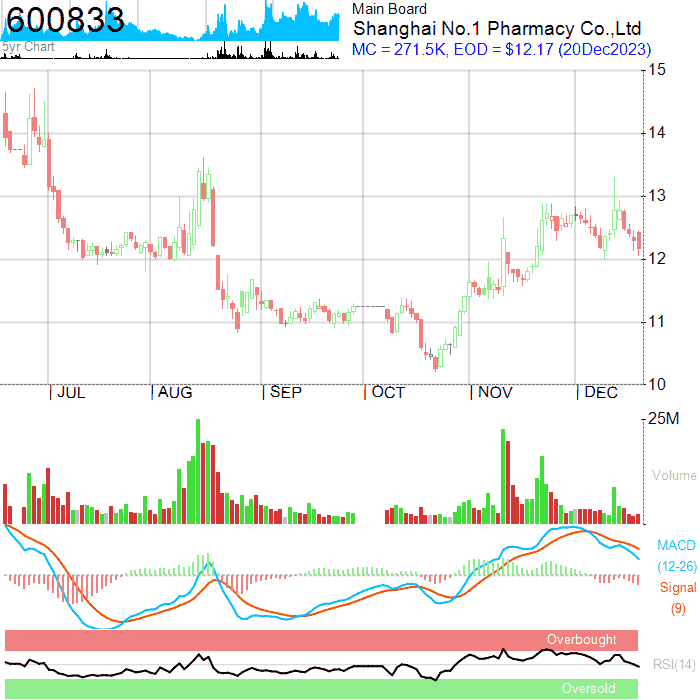 600833
5yr Chart
Main Board
Shanghai No.1 Pharmacy Co.,Ltd
MC = 271.5K, EOD = $12.17 (20Dec2023)
15
14
13
12
11
10
JUL AUG SEP OCT NOV DEC
25M
Volume
MACD
(12-26)
Signal
(9)
Overbought
RSI(14)
Oversold